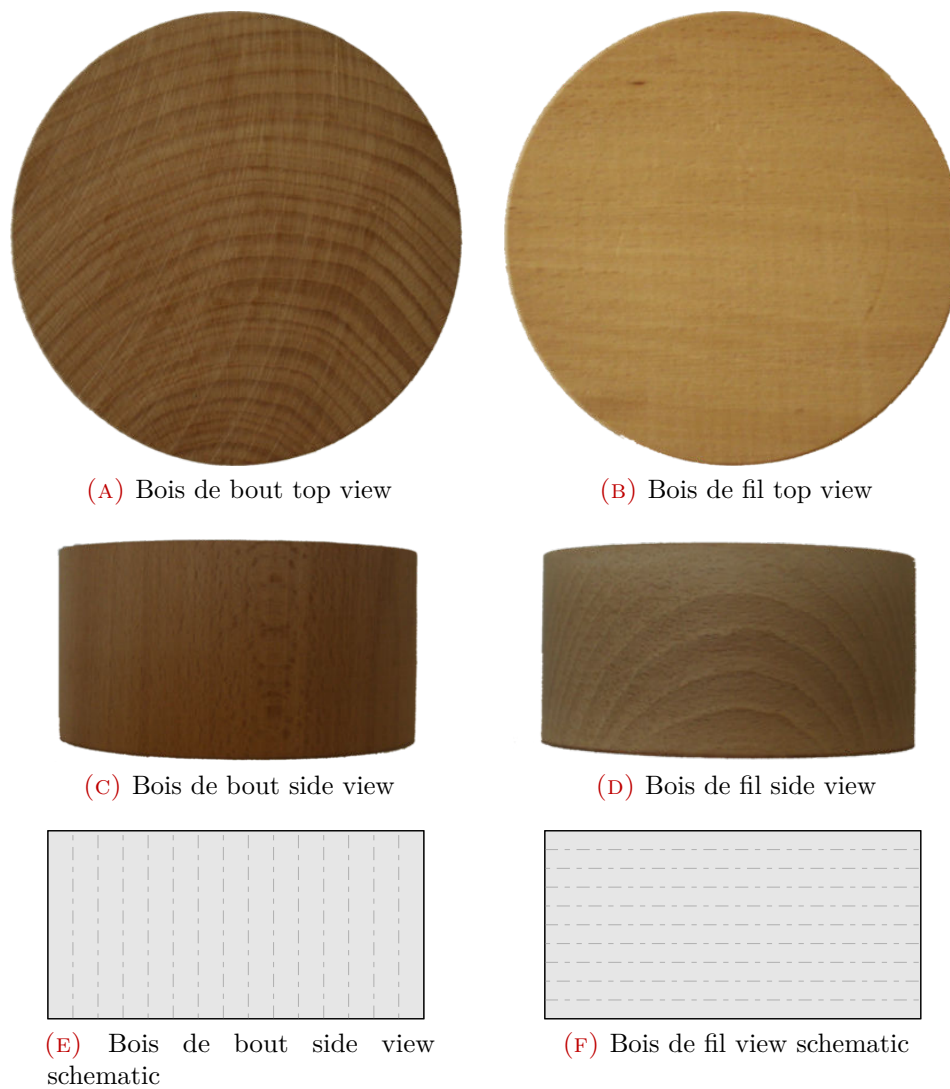 (A) Bois de bout top view
(B) Bois de fil top view
(C) Bois de bout side view
(D) Bois de fil side view
(E) Bois de bout side view
schematic
(F) Bois de fil view schematic